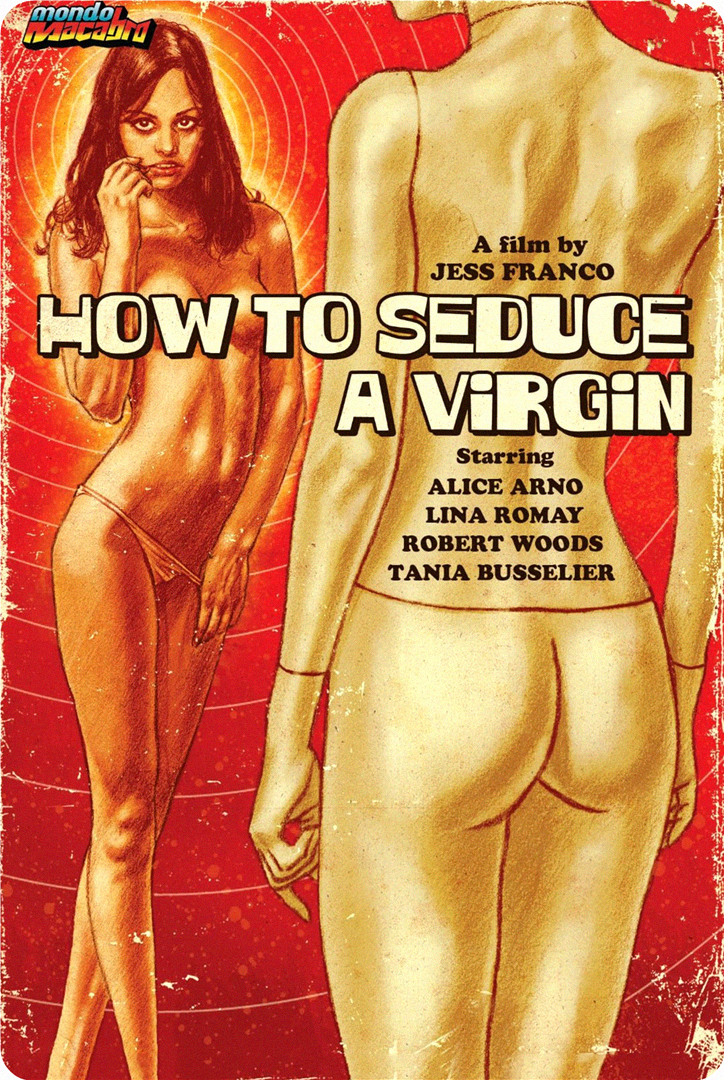 mondo
Macabro
A film by
JESS FRANCO
HOW TO SEDUCE
A VIRGIN
Starring
ALICE ARNO
LINA ROMAY
ROBERT WOODS
TANIA BUSSELIER